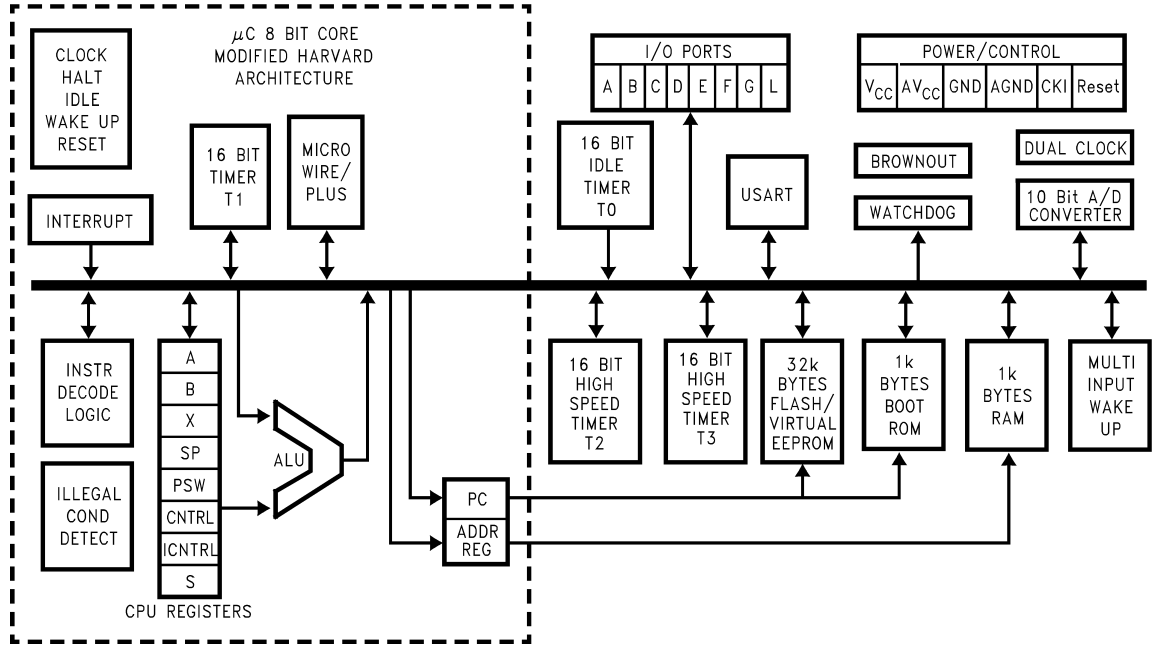 μC 8 BIT CORE
MODIFIED HARVARD
ARCHITECTURE
CLOCK
HALT
IDLE
WAKE UP
RESET
INTERRUPT
16 BIT
TIMER
T1
MICRO
WIRE/
PLUS
I/O PORTS
A B C D E F G L
16 BIT
IDLE
TIMER
T0
USART
POWER/CONTROL
VCC AVCC GND AGND CKI Reset
BROWNOUT
WATCHDOG
DUAL CLOCK
10 Bit A/D
CONVERTER
INSTR
DECODE
LOGIC
ILLEGAL
COND
DETECT
A
B
X
SP
PSW
CNTRL
ICNTRL
S
CPU REGISTERS
ALU
PC
ADDR
REG
16 BIT
HIGH
SPEED
TIMER
T2
16 BIT
HIGH
SPEED
TIMER
T3
32k
BYTES
FLASH/
VIRTUAL
EEPROM
1k
BYTES
BOOT
ROM
1k
BYTES
RAM
MULTI
INPUT
WAKE
UP